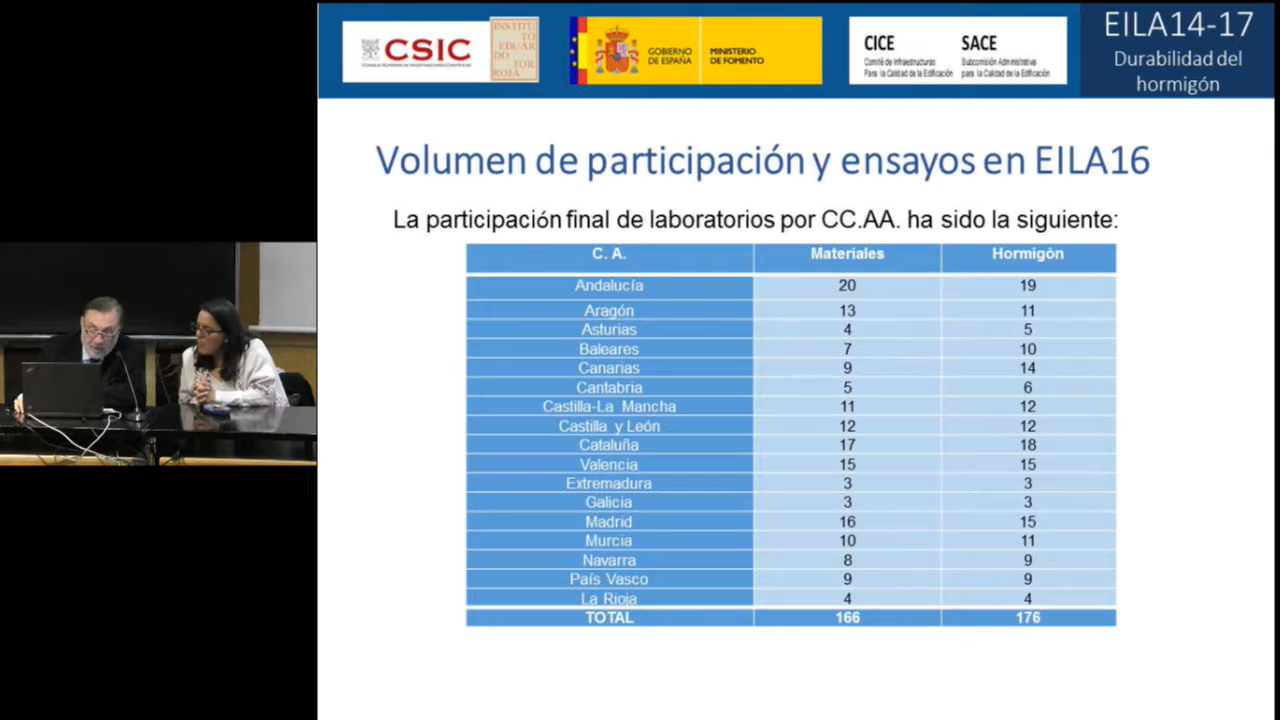 CSIC
CONSEJO SUPERIOR DE INVESTIGACIONES CIENTÍFICAS
INSTITU
TO
EDUAR
DO TOR
ROJA
GOBIERNO
DE ESPAÑA
MINISTERIO
DE FOMENTO
CICE
Comité de Infraestructuras
Para la Calidad de la Edificación
SACE
Subcomisión Administrativa
para la Calidad de la Edificación
EILA14-17
Durabilidad del
hormigón
Volumen de participación y ensayos en EILA16
La participación final de laboratorios por CC.AA. ha sido la siguiente:
C. A. Materiales Hormigón
Andalucía 20 19
Aragón 13 11
Asturias 4 5
Baleares 7 10
Canarias 9 14
Cantabria 5 6
Castilla-La Mancha 11 12
Castilla y León 12 12
Cataluña 17 18
Valencia 15 15
Extremadura 3 3
Galicia 3 3
Madrid 16 15
Murcia 10 11
Navarra 8 9
País Vasco 9 9
La Rioja 4 4
TOTAL 166 176